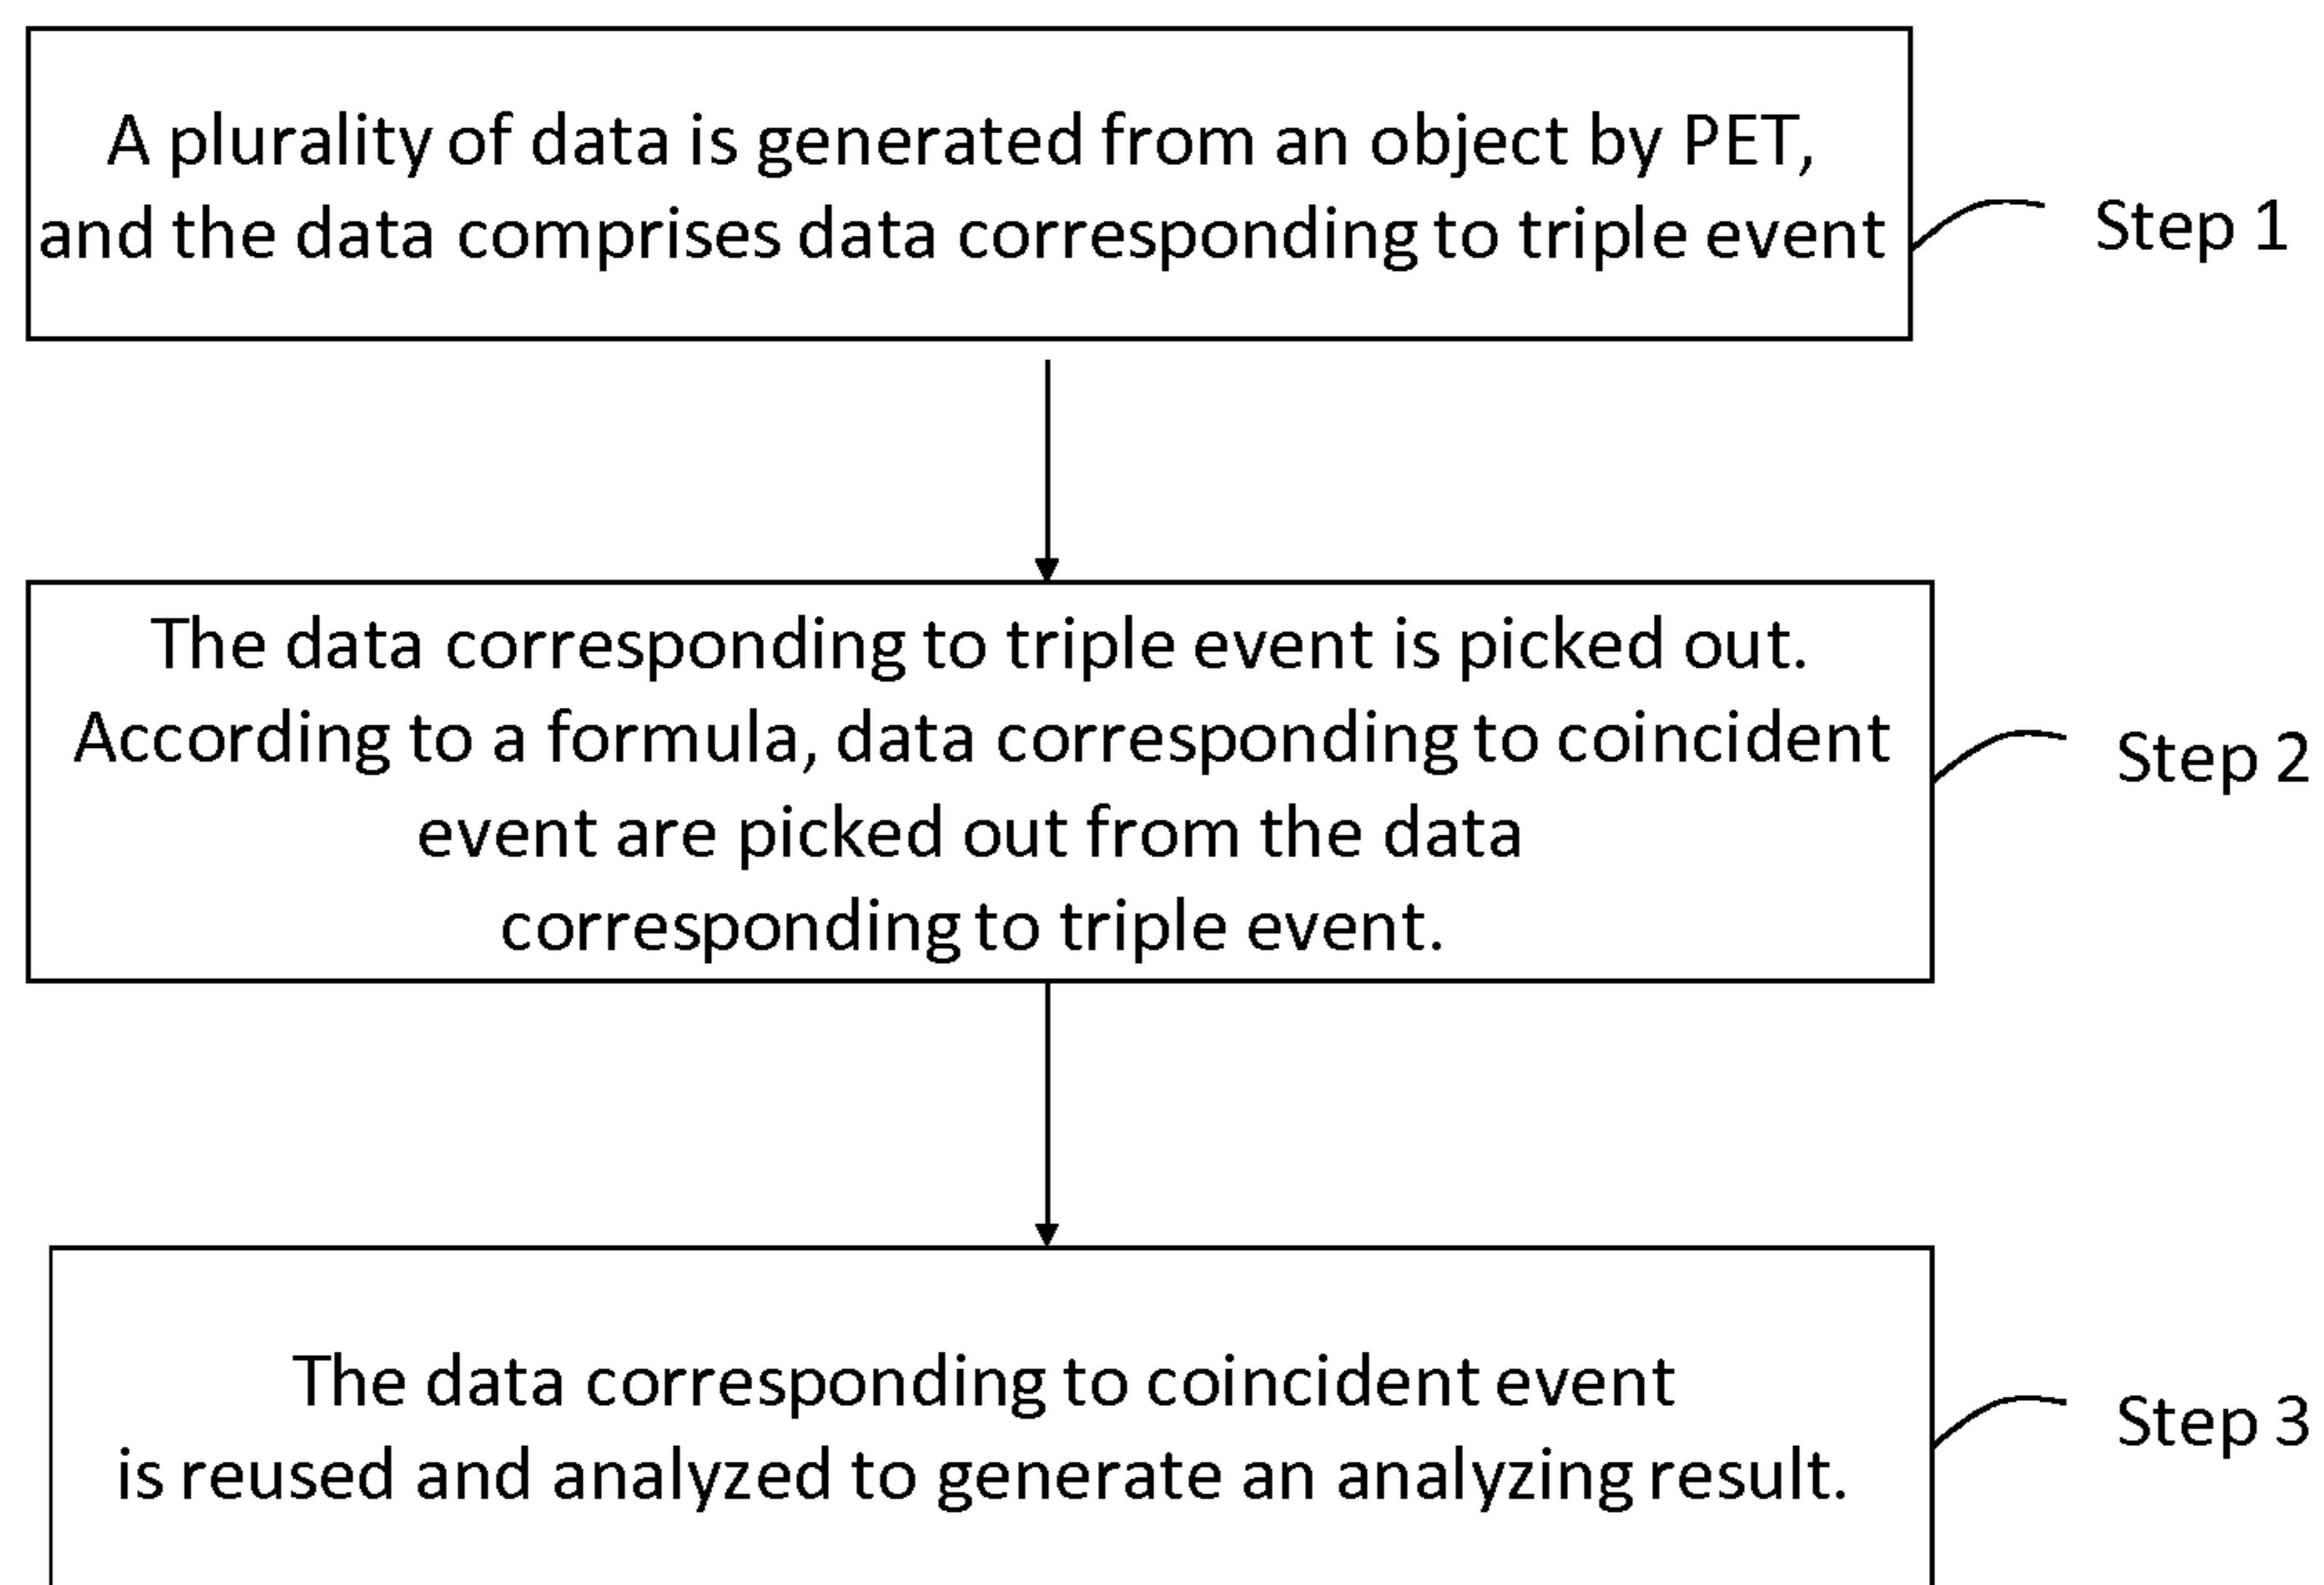 A plurality of data is generated from an object by PET,
and the data comprises data corresponding to triple event
Step 1
The data corresponding to triple event is picked out.
According to a formula, data corresponding to coincident
event are picked out from the data
corresponding to triple event.
Step 2
The data corresponding to coincident event
is reused and analyzed to generate an analyzing result.
Step 3